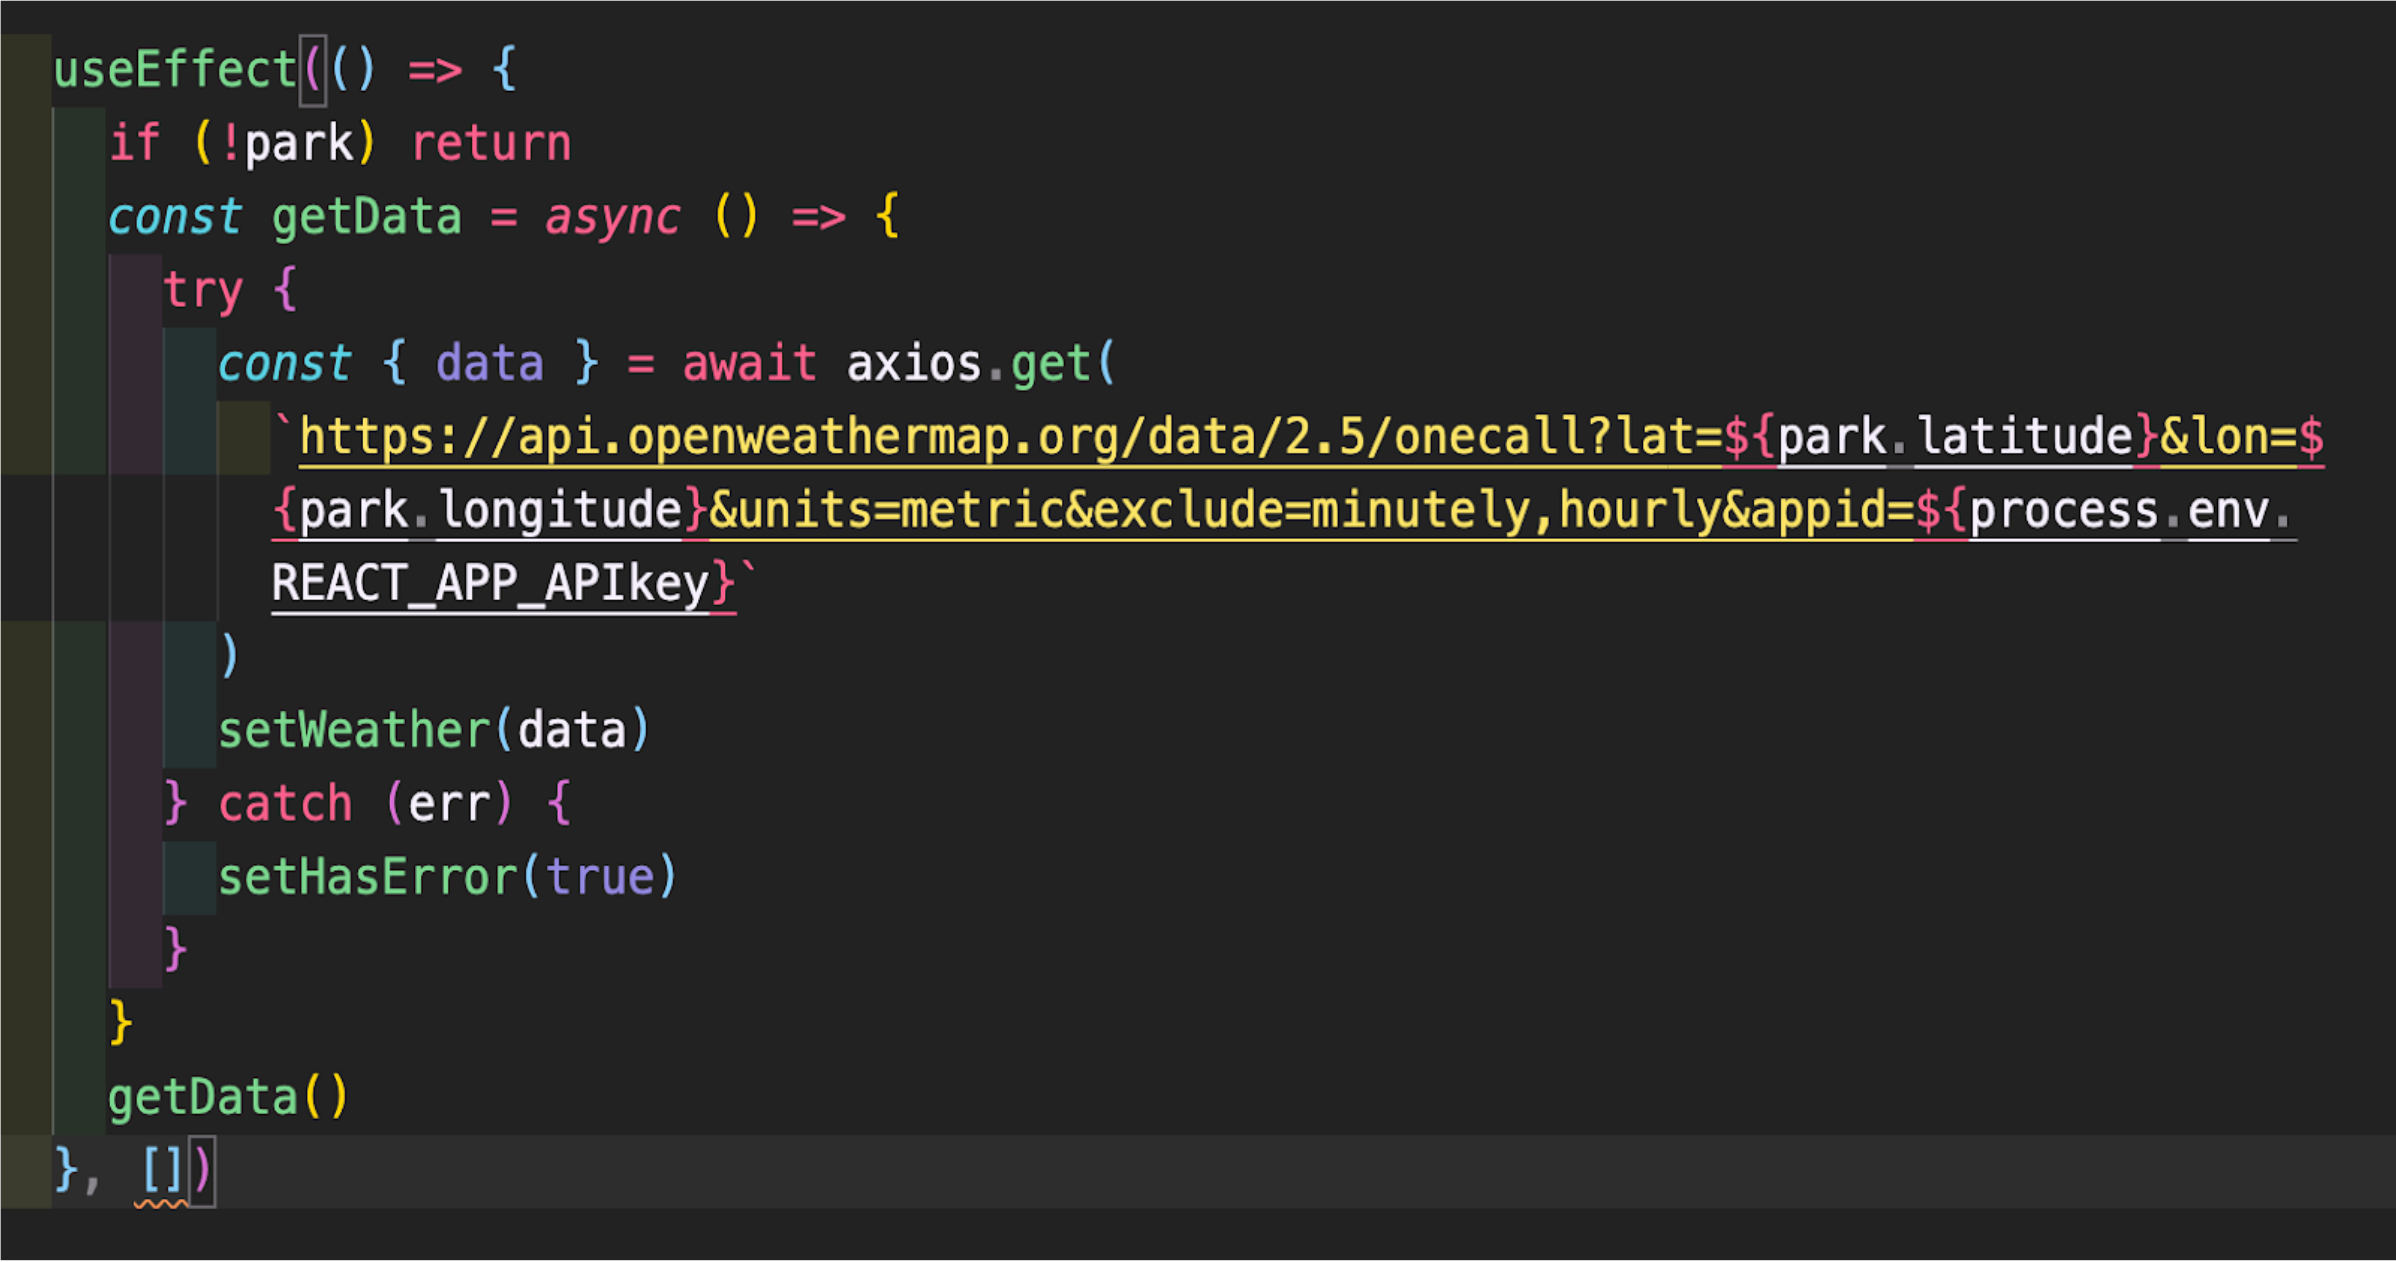 useEffect(() => {
if (!park) return
const getData = async () => {
try {
const { data } = await axios.get(
`https://api.openweathermap.org/data/2.5/onecall?lat=${park.latitude}&lon=$
{park.longitude}&units=metric&exclude=minutely,hourly&appid=${process.env.
REACT_APP_APIkey}`
)
setWeather(data)
} catch (err) {
setHasError(true)
}
}
getData()
}, [])